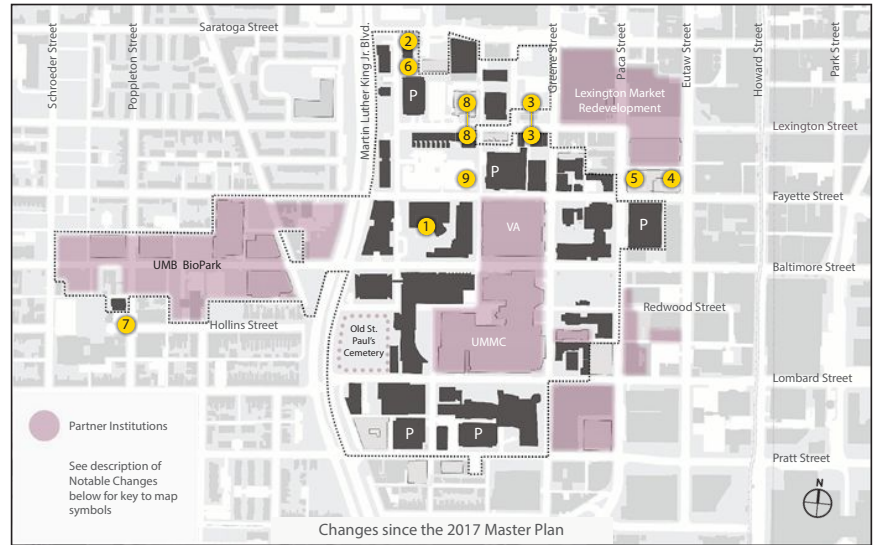 Schroeder Street
Poppleton Street
Saratoga Street
Martin Luther King Jr. Blvd.
Greene Street
Paca Street
Eutaw Street
Howard Street
Park Street
2
6
P
8
3
Lexington Market
Redevelopment
Lexington Street
8
3
9
P
5
4
Fayette Street
1
VA
P
UMB BioPark
Baltimore Street
7
Hollins Street
Redwood Street
Old St.
Paul's
Cemetery
UMMC
Lombard Street
P
P
Pratt Street
Partner Institutions
See description of
Notable Changes
below for key to map
symbols
N
Changes since the 2017 Master Plan